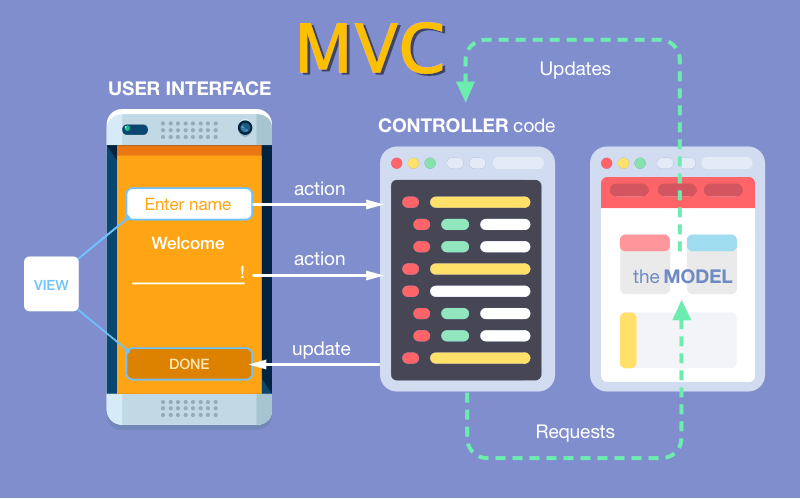 MVC
Updates
USER INTERFACE
CONTROLLER code
Enter name
action
Welcome
!
action
VIEW
the MODEL
update
DONE
Requests